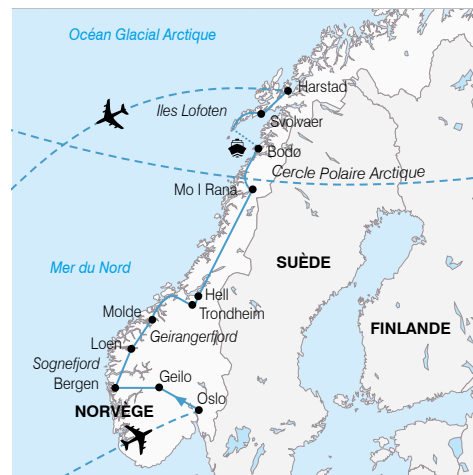 Océan Glacial Arctique
Harstad
Iles Lofoten
Svolvaer
Bodø
Cercle Polaire Arctique
Mo I Rana
SUÈDE
Mer du Nord
Hell
Molde
Trondheim
FINLANDE
Geirangerfjord
Loen
Sognefjord
Geilo
Bergen
Oslo
NORVÈGE